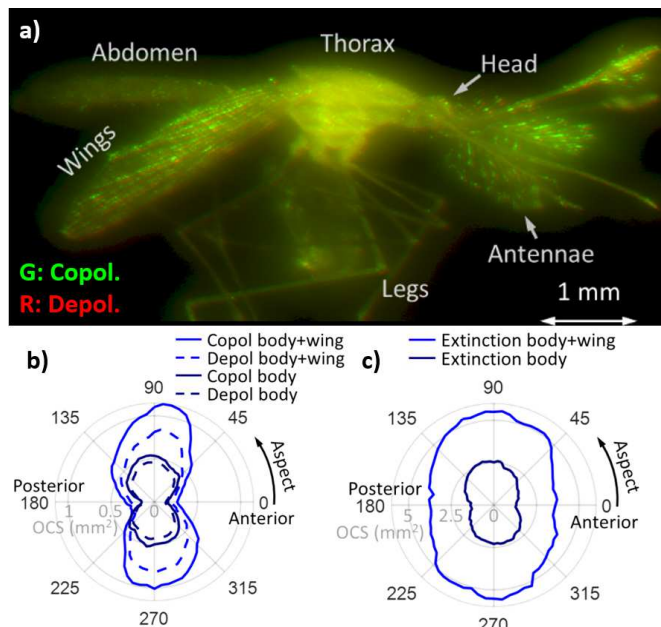 a)
Abdomen
Thorax
Head
Wings
Antennae
Legs
G: Copol.
R: Depol.
1 mm
b)
Copol body+wing
Depol body+wing
Copol body
Depol body
90
135
45
Aspect
Posterior
180
1
0.5
0
0
OCS (mm²)
Anterior
225
315
270
c)
Extinction body+wing
Extinction body
90
135
45
Aspect
Posterior
180
5
2.5
0
0
OCS (mm²)
Anterior
225
315
270